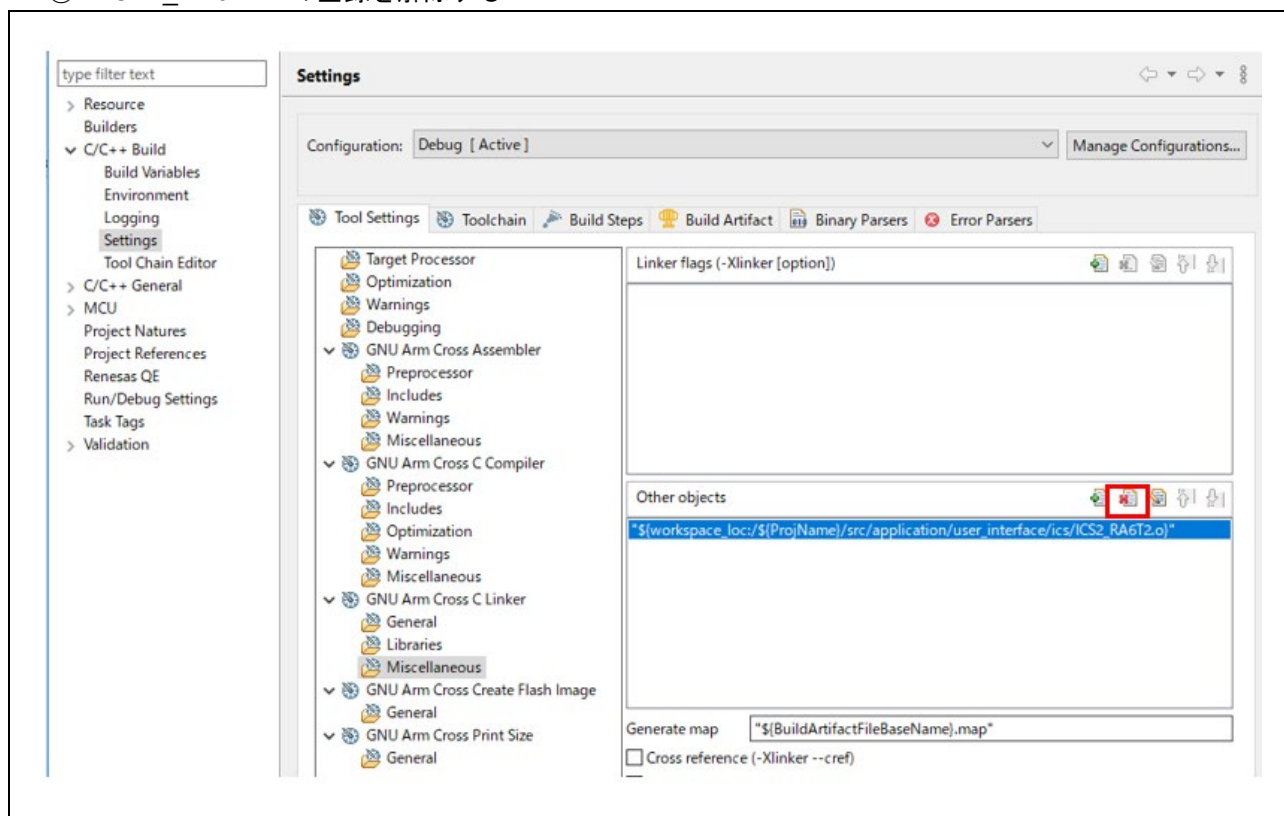 type filter text
Resource
Builders
C/C++ Build
Build Variables
Environment
Logging
Settings
Tool Chain Editor
C/C++ General
MCU
Project Natures
Project References
Renesas QE
Run/Debug Settings
Task Tags
Validation
Settings
Configuration: Debug [ Active ] Manage Configurations...
Tool Settings Toolchain Build Steps Build Artifact Binary Parsers Error Parsers
Target Processor
Optimization
Warnings
Debugging
GNU Arm Cross Assembler
Preprocessor
Includes
Warnings
Miscellaneous
GNU Arm Cross C Compiler
Preprocessor
Includes
Optimization
Warnings
Miscellaneous
GNU Arm Cross C Linker
General
Libraries
Miscellaneous
GNU Arm Cross Create Flash Image
General
GNU Arm Cross Print Size
General
Linker flags (-Xlinker [option])
Other objects
"${workspace_loc:/${ProjName}/src/application/user_interface/ics/ICS2_RA6T2.o}"
Generate map "${BuildArtifactFileBaseName}.map"
Cross reference (-Xlinker --cref)